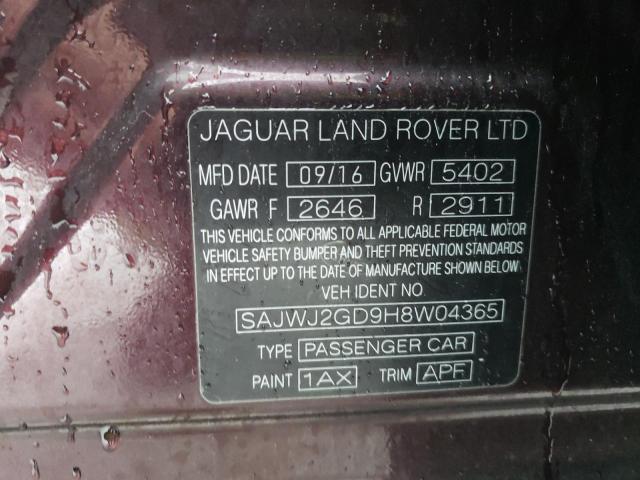 JAGUAR LAND ROVER LTD
MFD DATE 09/16 GVWR 5402
GAWR F 2646 R 2911
THIS VEHICLE CONFORMS TO ALL APPLICABLE FEDERAL MOTOR
VEHICLE SAFETY BUMPER AND THEFT PREVENTION STANDARDS
IN EFFECT UP TO THE DATE OF MANUFACTURE SHOWN BELOW
VEH IDENT NO.
SAJWJ2GD9H8W04365
TYPE PASSENGER CAR
PAINT 1AX TRIM APF